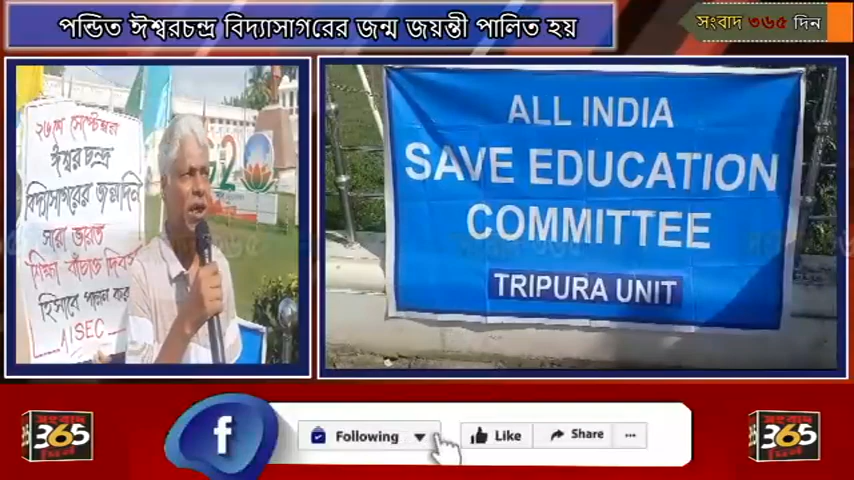 পন্ডিত ঈশ্বরচন্দ্র বিদ্যাসাগরের জন্ম জয়ন্তী পালিত হয়
সংবাদ ৩৬৫ দিন
২৬শে সেপ্টেম্বর
ঈশ্বর চন্দ্র
বিদ্যাসাগরের জন্মদিন
সারা ভারত
শিক্ষা বাঁচাও দিবস
হিসাবে পালন করুন
AISEC
ALL INDIA
SAVE EDUCATION
COMMITTEE
TRIPURA UNIT
সংবাদ
365
দিন
Following
Like
Share
সংবাদ
365
দিন